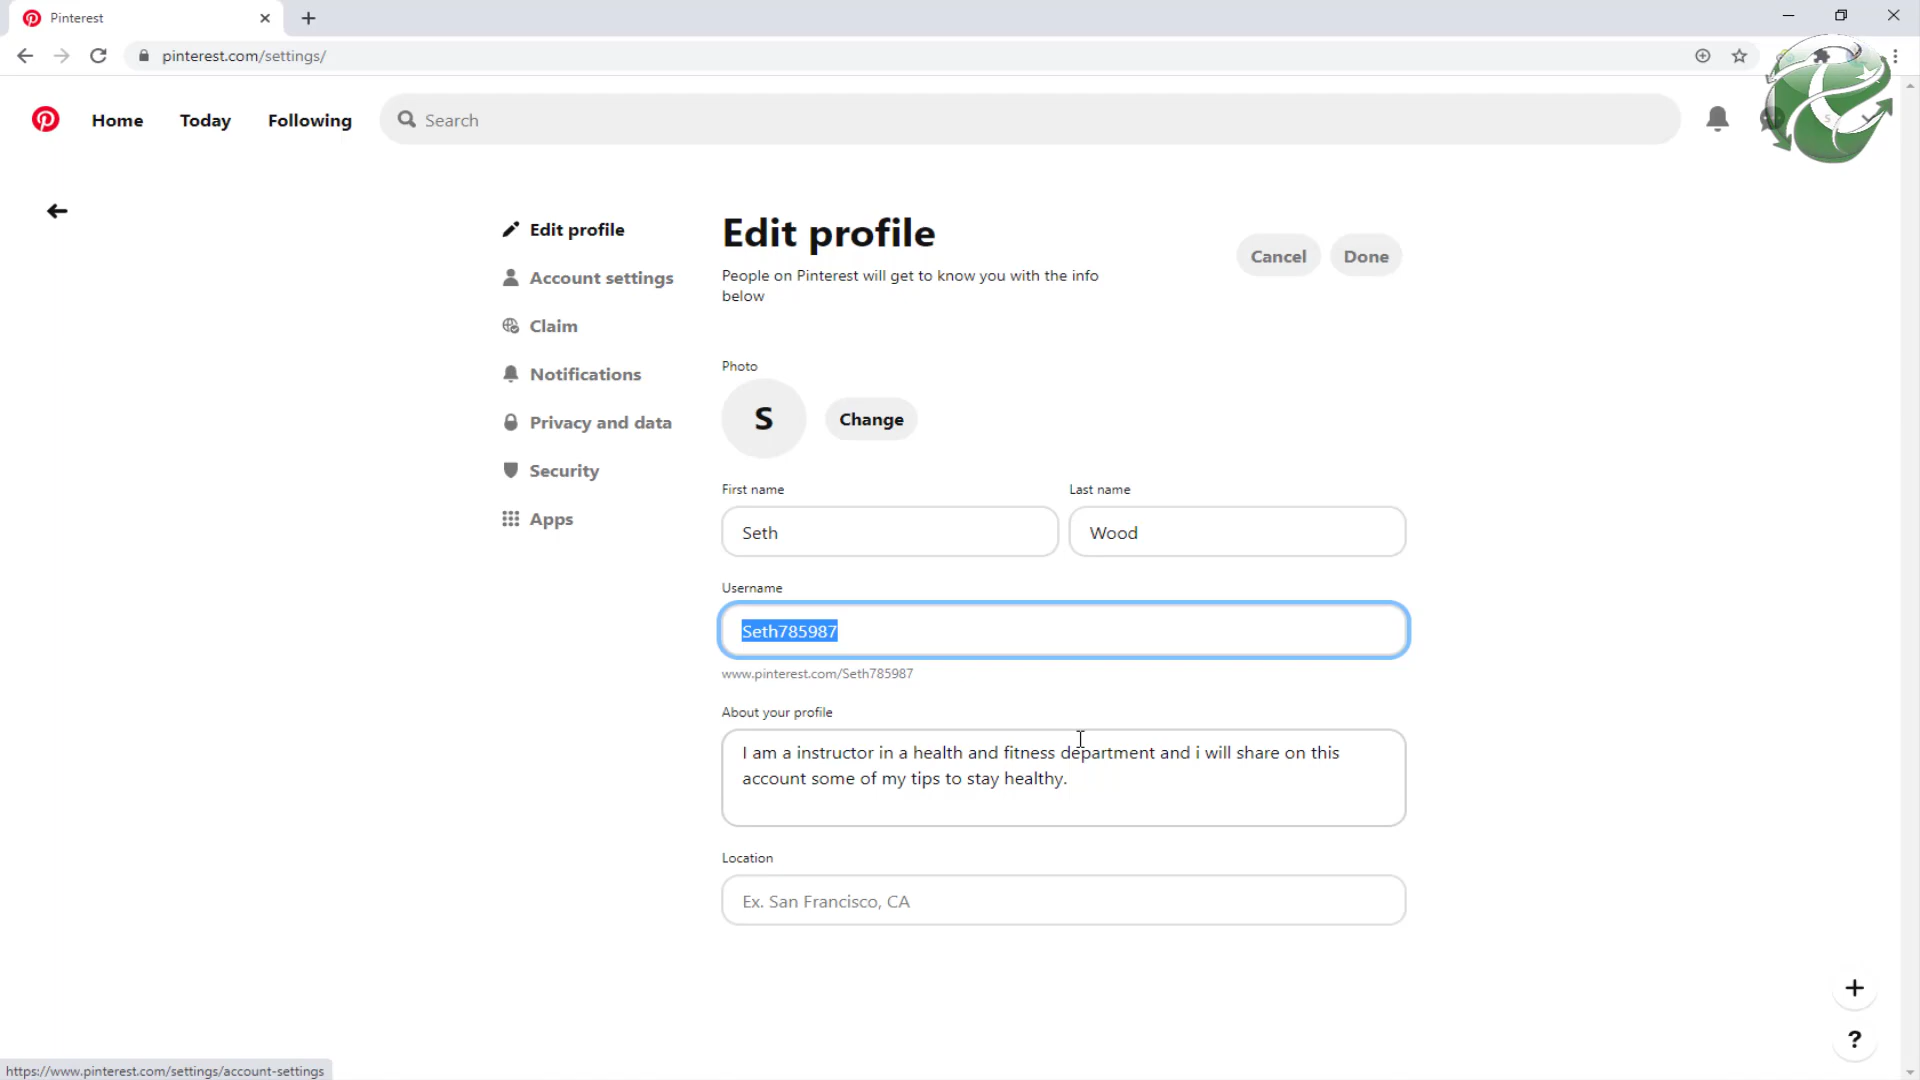 Pinterest
pinterest.com/settings/
Home
Today
Following
Search
Edit profile
Account settings
Claim
Notifications
Privacy and data
Security
Apps
Edit profile
People on Pinterest will get to know you with the info
below
Cancel
Done
Photo
S
Change
First name
Last name
Seth
Wood
Username
Seth785987
www.pinterest.com/Seth785987
About your profile
I am a instructor in a health and fitness department and i will share on this
account some of my tips to stay healthy.
Location
Ex. San Francisco, CA
?
https://www.pinterest.com/settings/account-settings